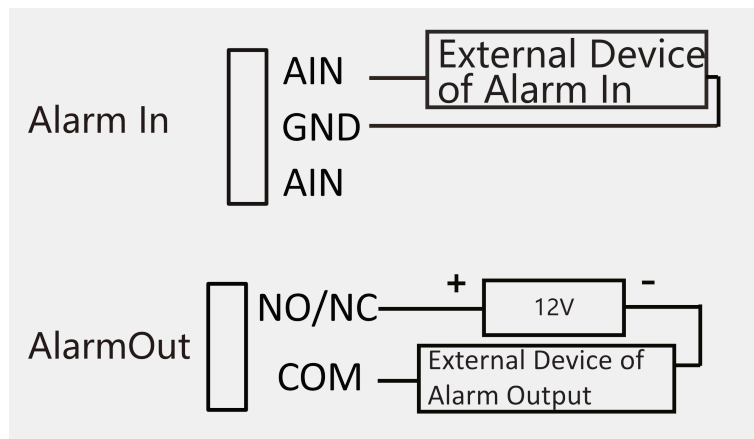 Alarm In
AIN
GND
AIN
External Device
of Alarm In
AlarmOut
NO/NC
COM
+
12V
-
External Device of
Alarm Output